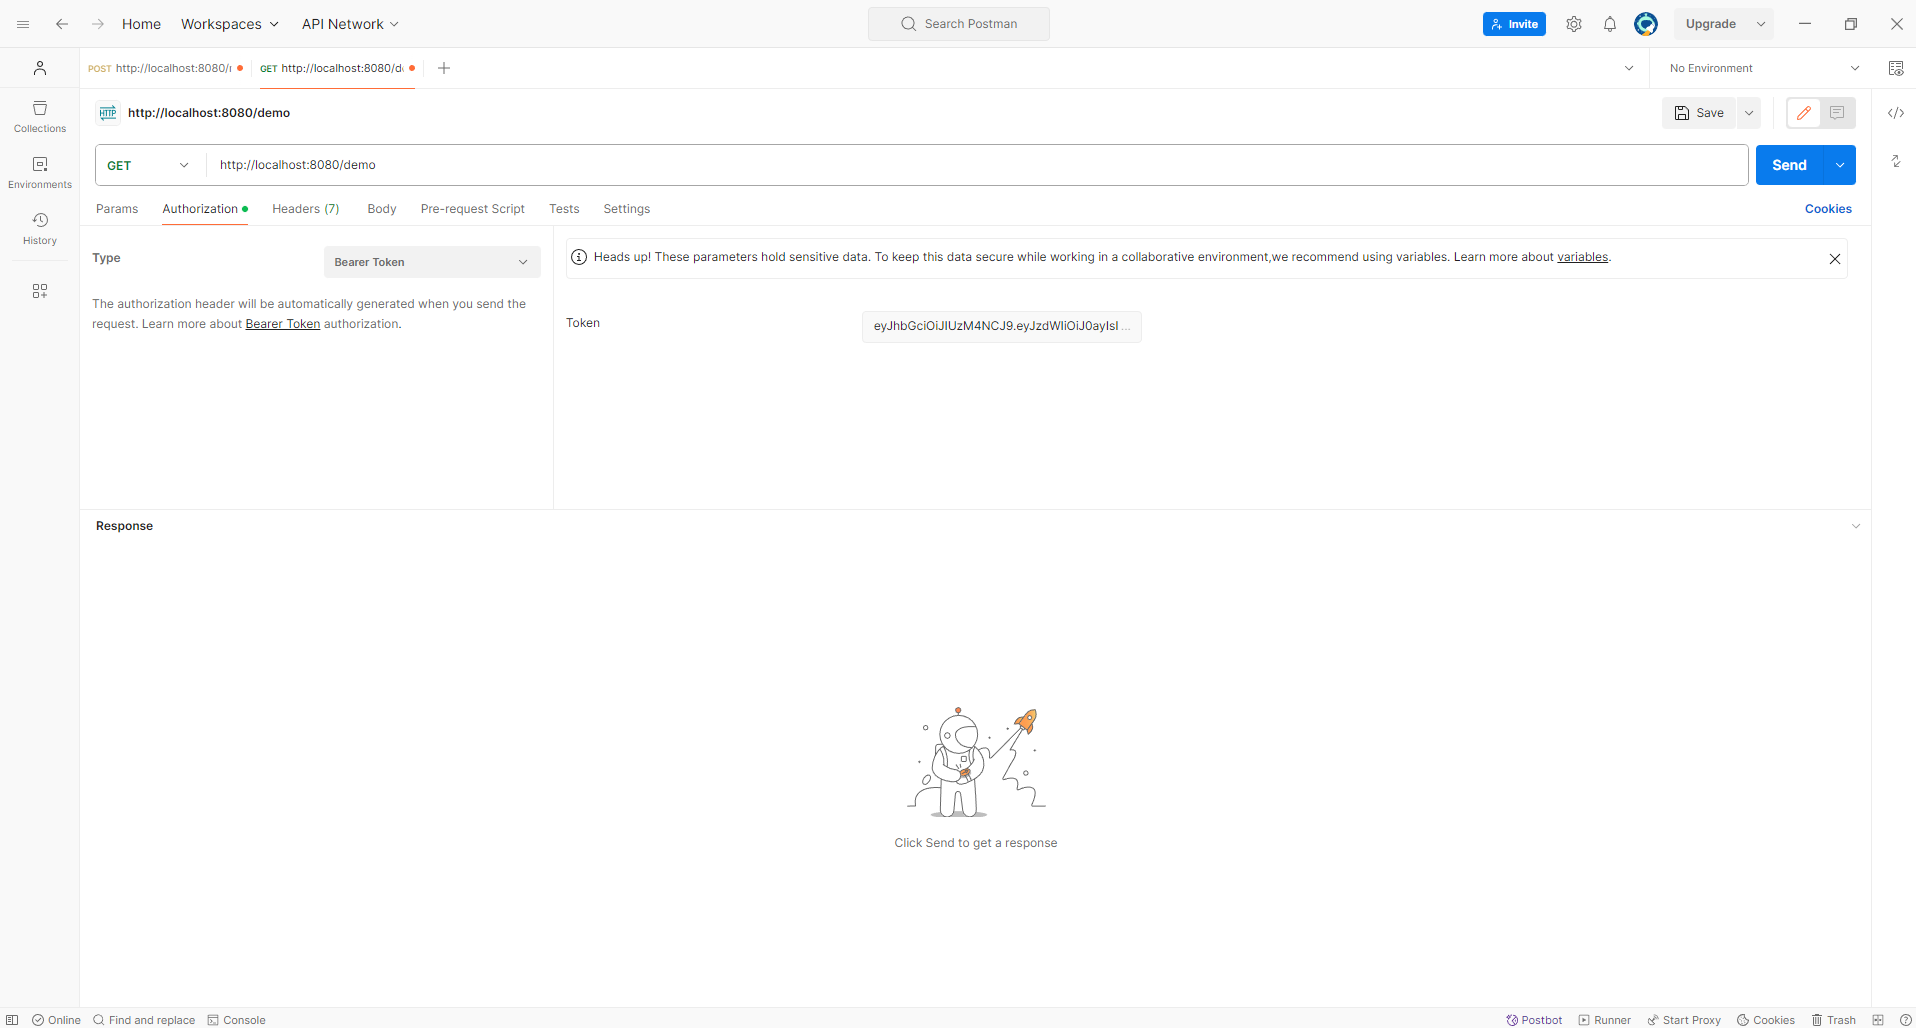 Home Workspaces API Network Search Postman Invite Upgrade
POST http://localhost:8080/r GET http://localhost:8080/d No Environment
HTTP http://localhost:8080/demo Save
GET http://localhost:8080/demo Send
Params Authorization Headers (7) Body Pre-request Script Tests Settings Cookies
Collections
Environments
History
Type Bearer Token
The authorization header will be automatically generated when you send the
request. Learn more about Bearer Token authorization.
Heads up! These parameters hold sensitive data. To keep this data secure while working in a collaborative environment,we recommend using variables. Learn more about variables.
Token eyJhbGciOiJIUzM4NCJ9.eyJzdWIiOiJ0ayIsI ...
Response
Click Send to get a response
Online Find and replace Console Postbot Runner Start Proxy Cookies Trash